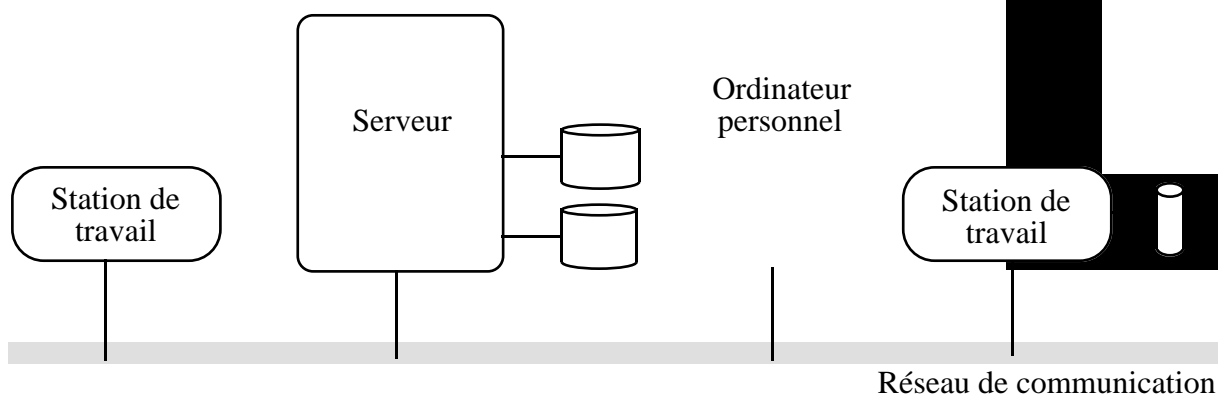 Station de
travail
Serveur
Ordinateur
personnel
Station de
travail
Réseau de communication